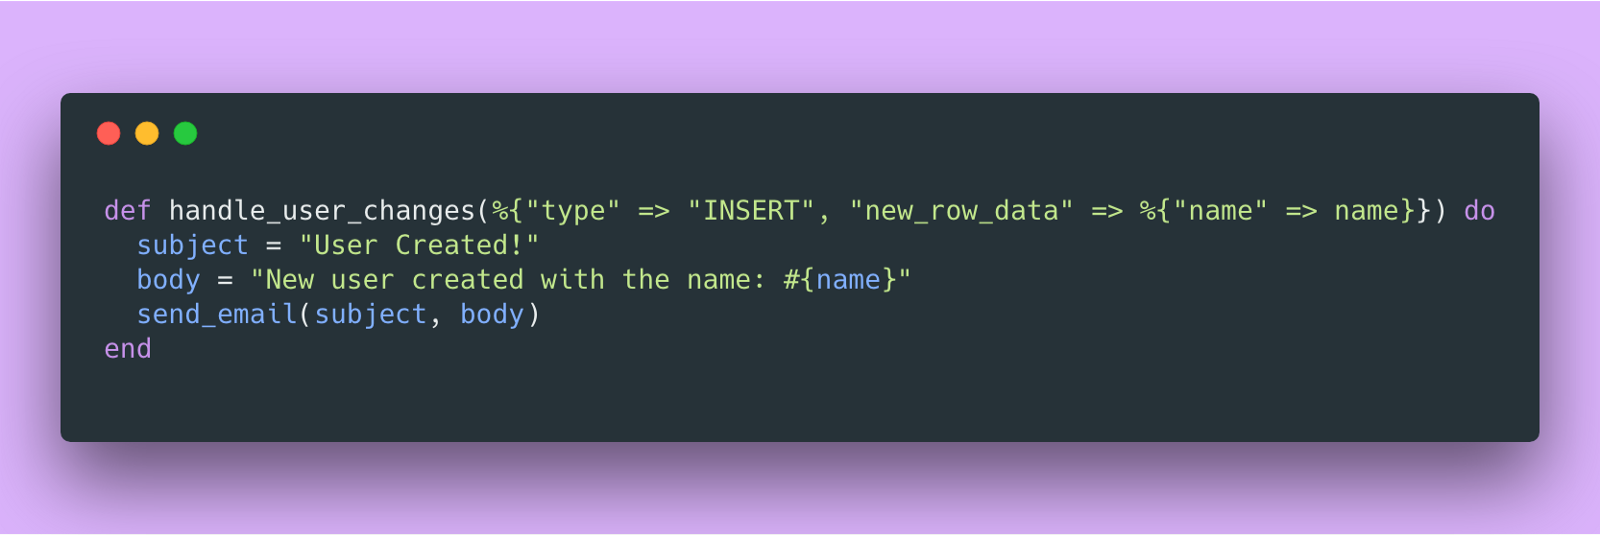 def handle_user_changes(%{"type" => "INSERT", "new_row_data" => %{"name" => name}}) do
  subject = "User Created!"
  body = "New user created with the name: #{name}"
  send_email(subject, body)
end